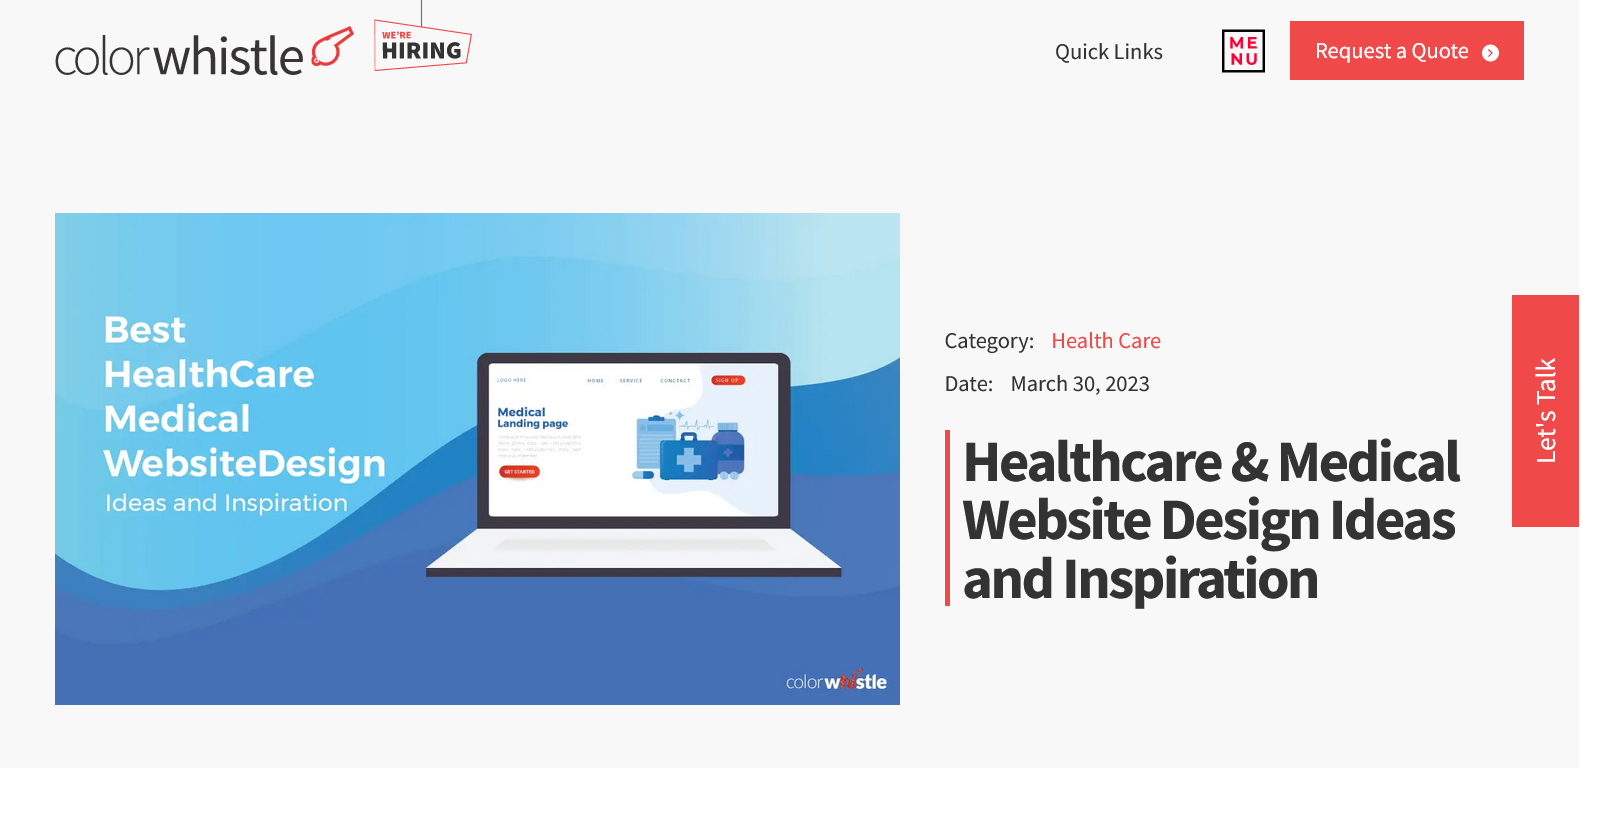 colorwhistle
WE'RE
HIRING
Quick Links
ME
NU
Request a Quote
Best
HealthCare
Medical
WebsiteDesign
Ideas and Inspiration
LOGO HERE HOME SERVICE CONCTACT SIGN UP
Medical
Landing page
GET STARTED
colorwhistle
Category: Health Care
Date: March 30, 2023
Healthcare & Medical
Website Design Ideas
and Inspiration
Let's Talk